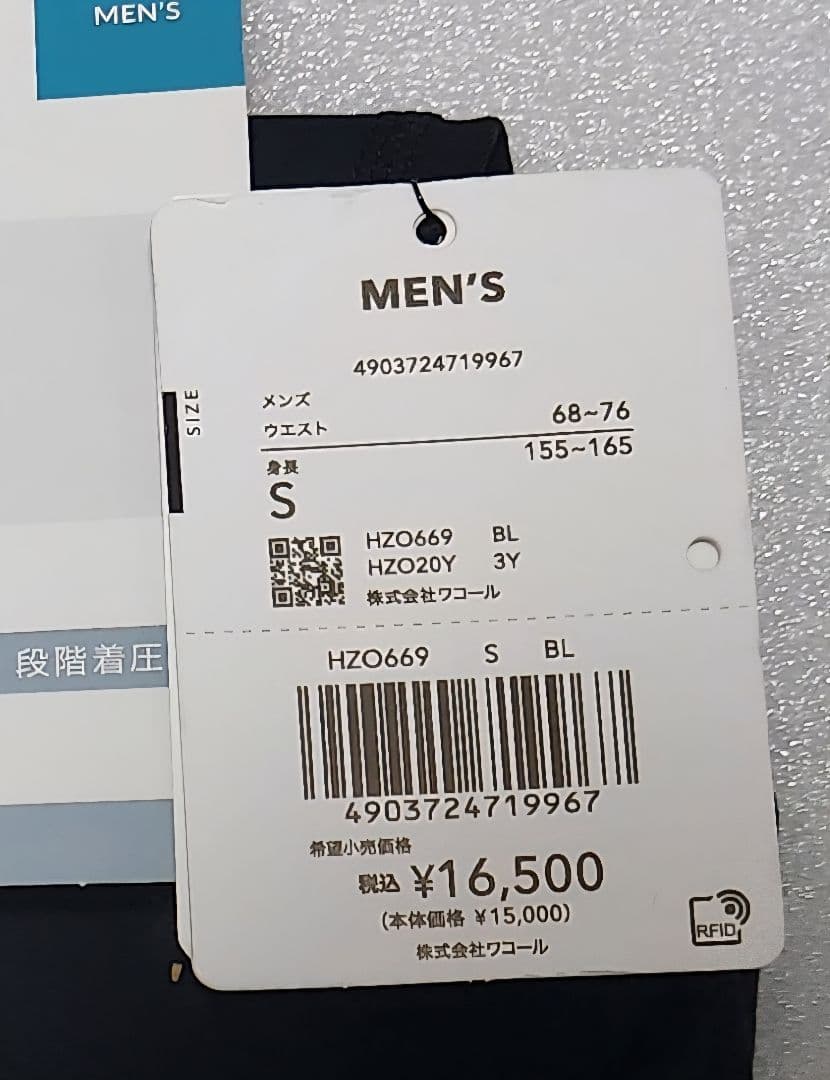 MEN'S
MEN'S
4903724719967
SIZE
メンズ
ウエスト 68~76
身長 155~165
S
HZO669 BL
HZO20Y 3Y
株式会社ワコール
段階着圧
HZO669 S BL
4903724719967
希望小売価格
税込 ¥16,500
(本体価格 ¥15,000)
株式会社ワコール
RFID